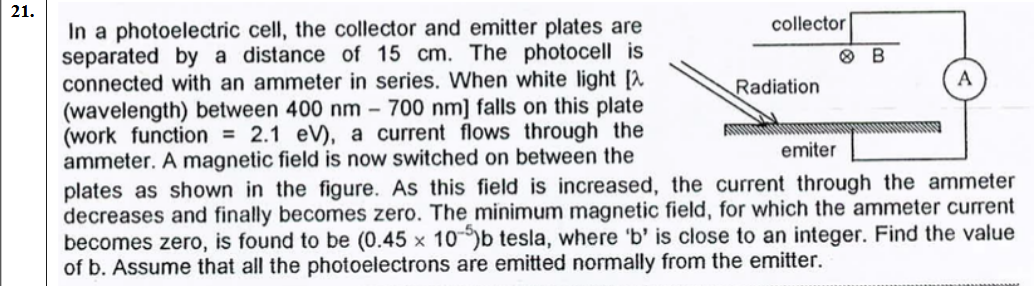 21.
In a photoelectric cell, the collector and emitter plates are
separated by a distance of 15 cm. The photocell is
connected with an ammeter in series. When white light [λ
(wavelength) between 400 nm – 700 nm] falls on this plate
(work function = 2.1 eV), a current flows through the
ammeter. A magnetic field is now switched on between the
plates as shown in the figure. As this field is increased, the current through the ammeter
decreases and finally becomes zero. The minimum magnetic field, for which the ammeter current
becomes zero, is found to be (0.45 × 10⁻⁵)b tesla, where 'b' is close to an integer. Find the value
of b. Assume that all the photoelectrons are emitted normally from the emitter.
collector
⊗ B
A
Radiation
emiter